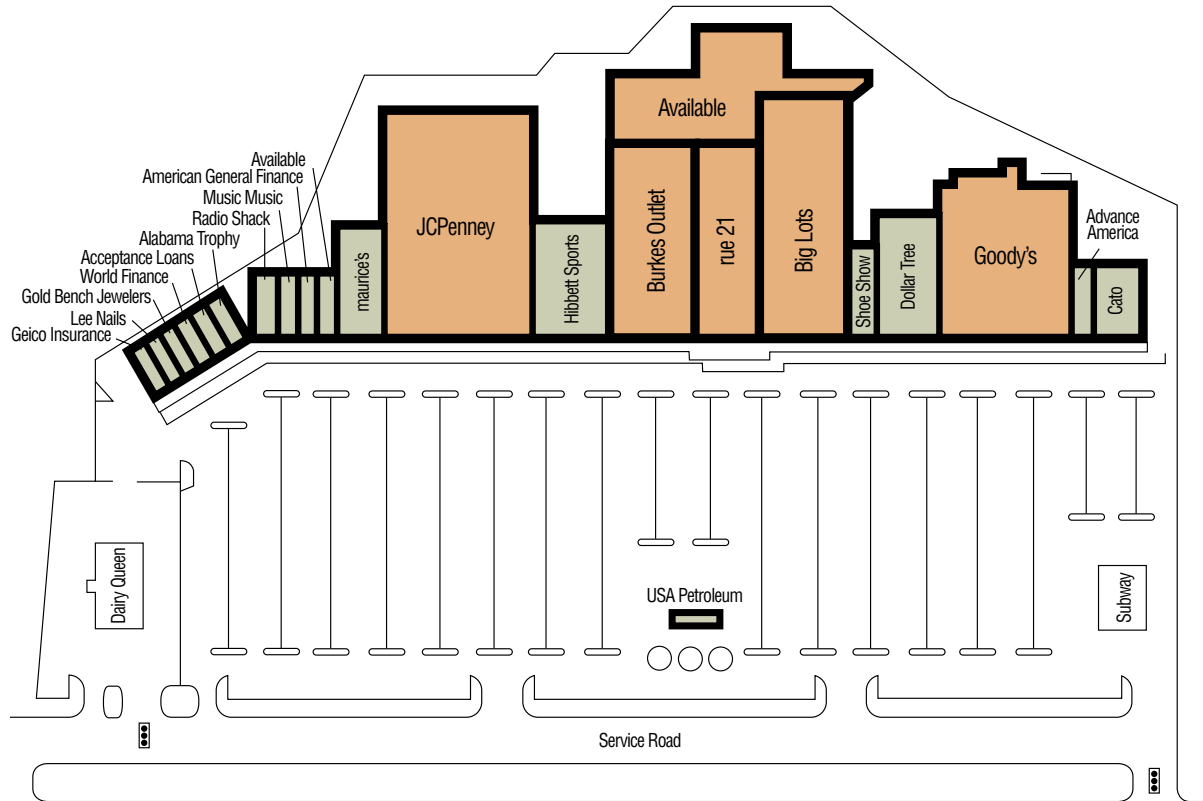 Available
American General Finance
Music Music
Radio Shack
Alabama Trophy
Acceptance Loans
World Finance
Gold Bench Jewelers
Lee Nails
Geico Insurance
maurice's
JCPenney
Hibbett Sports
Available
Burkes Outlet
rue 21
Big Lots
Shoe Show
Dollar Tree
Goody's
Advance
America
Cato
Dairy Queen
USA Petroleum
Subway
Service Road